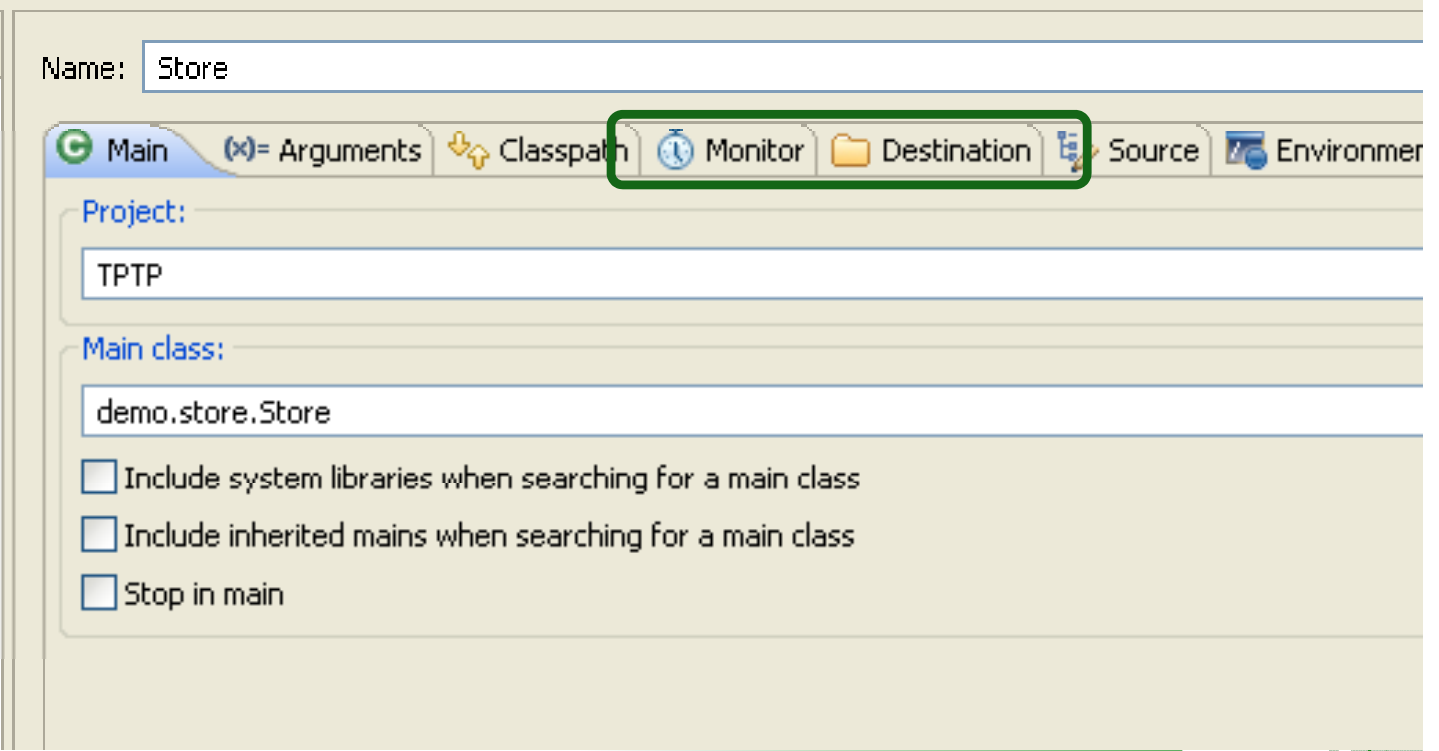 Name: Store
Main (x)= Arguments Classpath Monitor Destination Source Environmen
Project:
TPTP
Main class:
demo.store.Store
Include system libraries when searching for a main class
Include inherited mains when searching for a main class
Stop in main